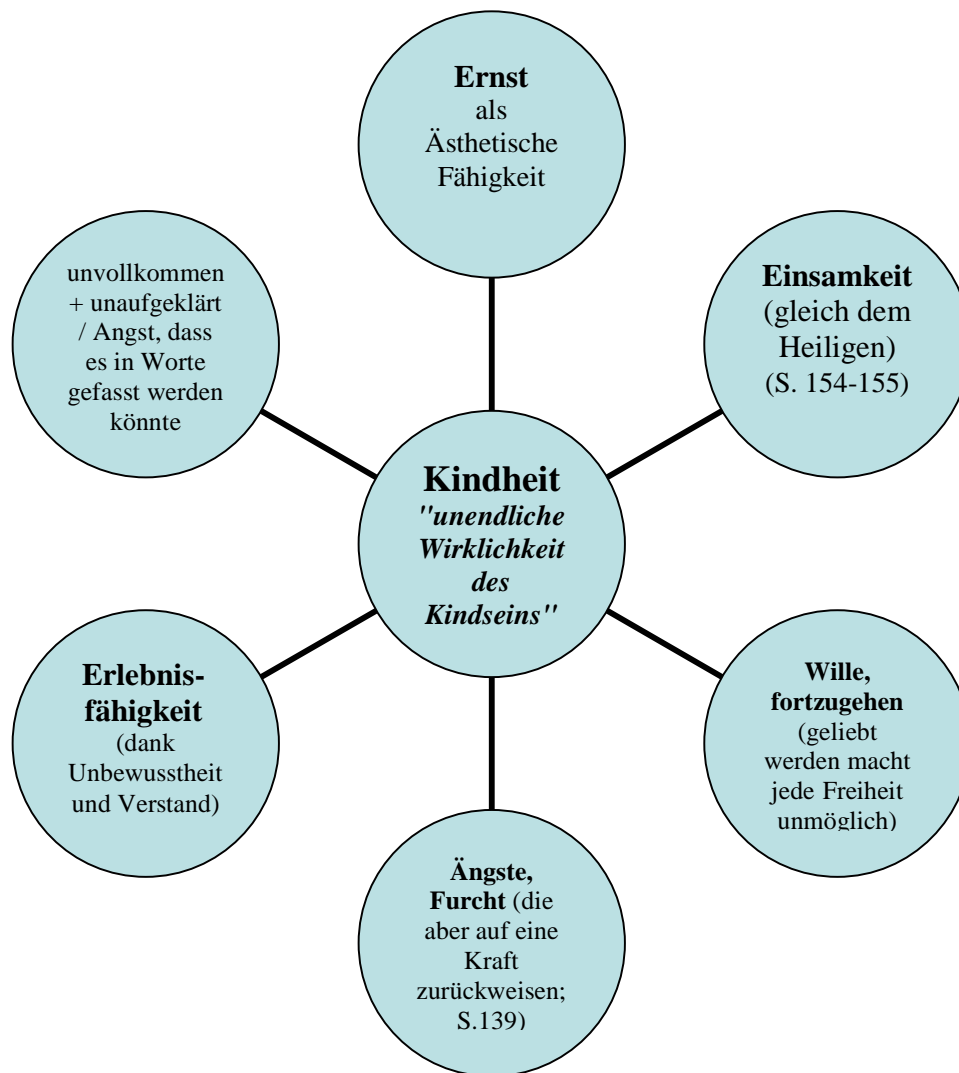 Ernst
als
Ästhetische
Fähigkeit
unvollkommen
+ unaufgeklärt
/ Angst, dass
es in Worte
gefasst werden
könnte
Einsamkeit
(gleich dem
Heiligen)
(S. 154-155)
Kindheit
"unendliche
Wirklichkeit
des
Kindseins"
Erlebnis-
fähigkeit
(dank
Unbewusstheit
und Verstand)
Wille,
fortzugehen
(geliebt
werden macht
jede Freiheit
unmöglich)
Ängste,
Furcht (die
aber auf eine
Kraft
zurückweisen;
S.139)